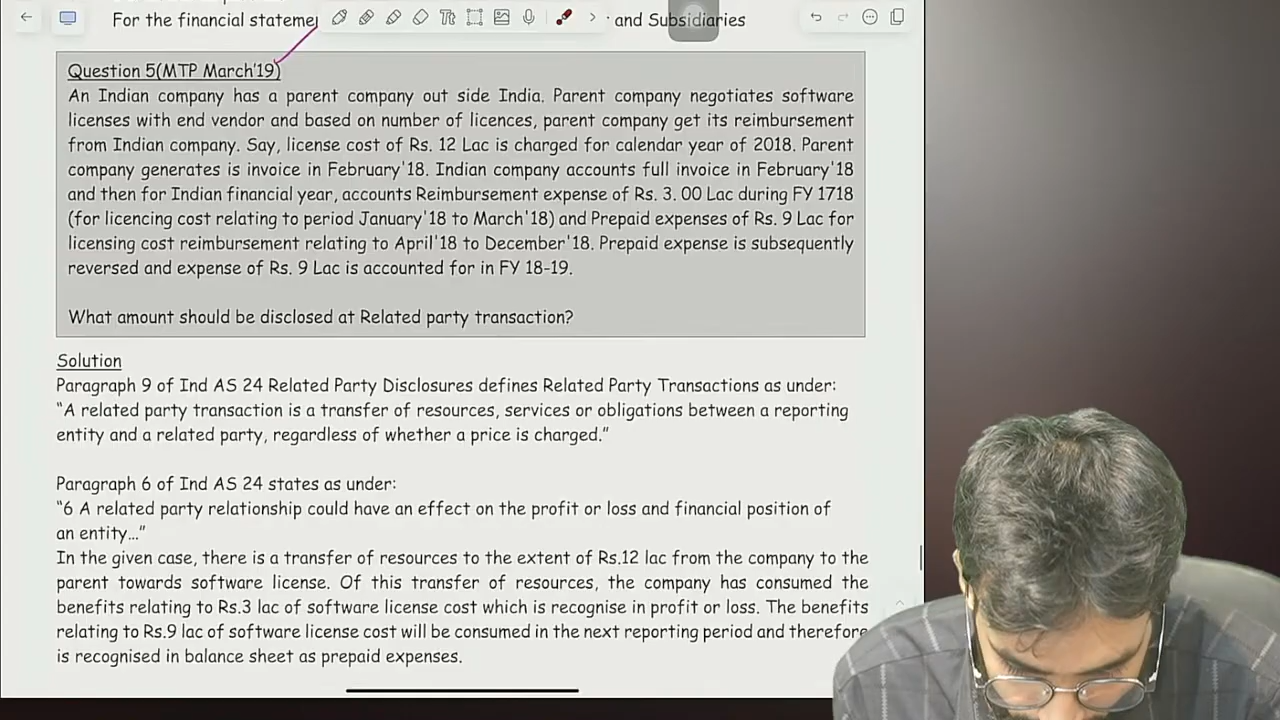 For the financial stateme
and Subsidiaries
Question 5(MTP March'19)
An Indian company has a parent company out side India. Parent company negotiates software
licenses with end vendor and based on number of licences, parent company get its reimbursement
from Indian company. Say, license cost of Rs. 12 Lac is charged for calendar year of 2018. Parent
company generates is invoice in February'18. Indian company accounts full invoice in February'18
and then for Indian financial year, accounts Reimbursement expense of Rs. 3. 00 Lac during FY 1718
(for licencing cost relating to period January'18 to March'18) and Prepaid expenses of Rs. 9 Lac for
licensing cost reimbursement relating to April'18 to December'18. Prepaid expense is subsequently
reversed and expense of Rs. 9 Lac is accounted for in FY 18-19.
What amount should be disclosed at Related party transaction?
Solution
Paragraph 9 of Ind AS 24 Related Party Disclosures defines Related Party Transactions as under:
“A related party transaction is a transfer of resources, services or obligations between a reporting
entity and a related party, regardless of whether a price is charged.”
Paragraph 6 of Ind AS 24 states as under:
“6 A related party relationship could have an effect on the profit or loss and financial position of
an entity...”
In the given case, there is a transfer of resources to the extent of Rs.12 lac from the company to the
parent towards software license. Of this transfer of resources, the company has consumed the
benefits relating to Rs.3 lac of software license cost which is recognise in profit or loss. The benefits
relating to Rs.9 lac of software license cost will be consumed in the next reporting period and therefore
is recognised in balance sheet as prepaid expenses.